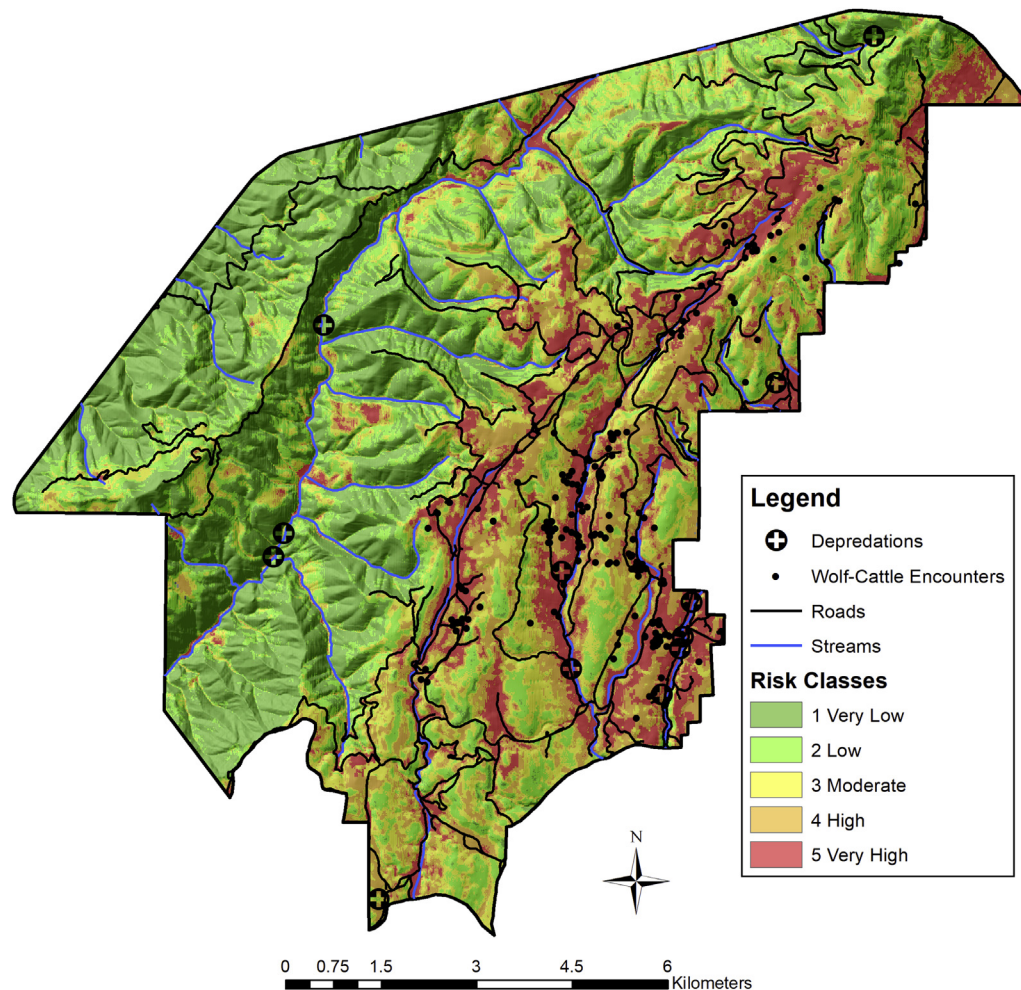 Legend
Depredations
Wolf-Cattle Encounters
Roads
Streams
Risk Classes
1 Very Low
2 Low
3 Moderate
4 High
5 Very High
N
0 0.75 1.5 3 4.5 6
Kilometers